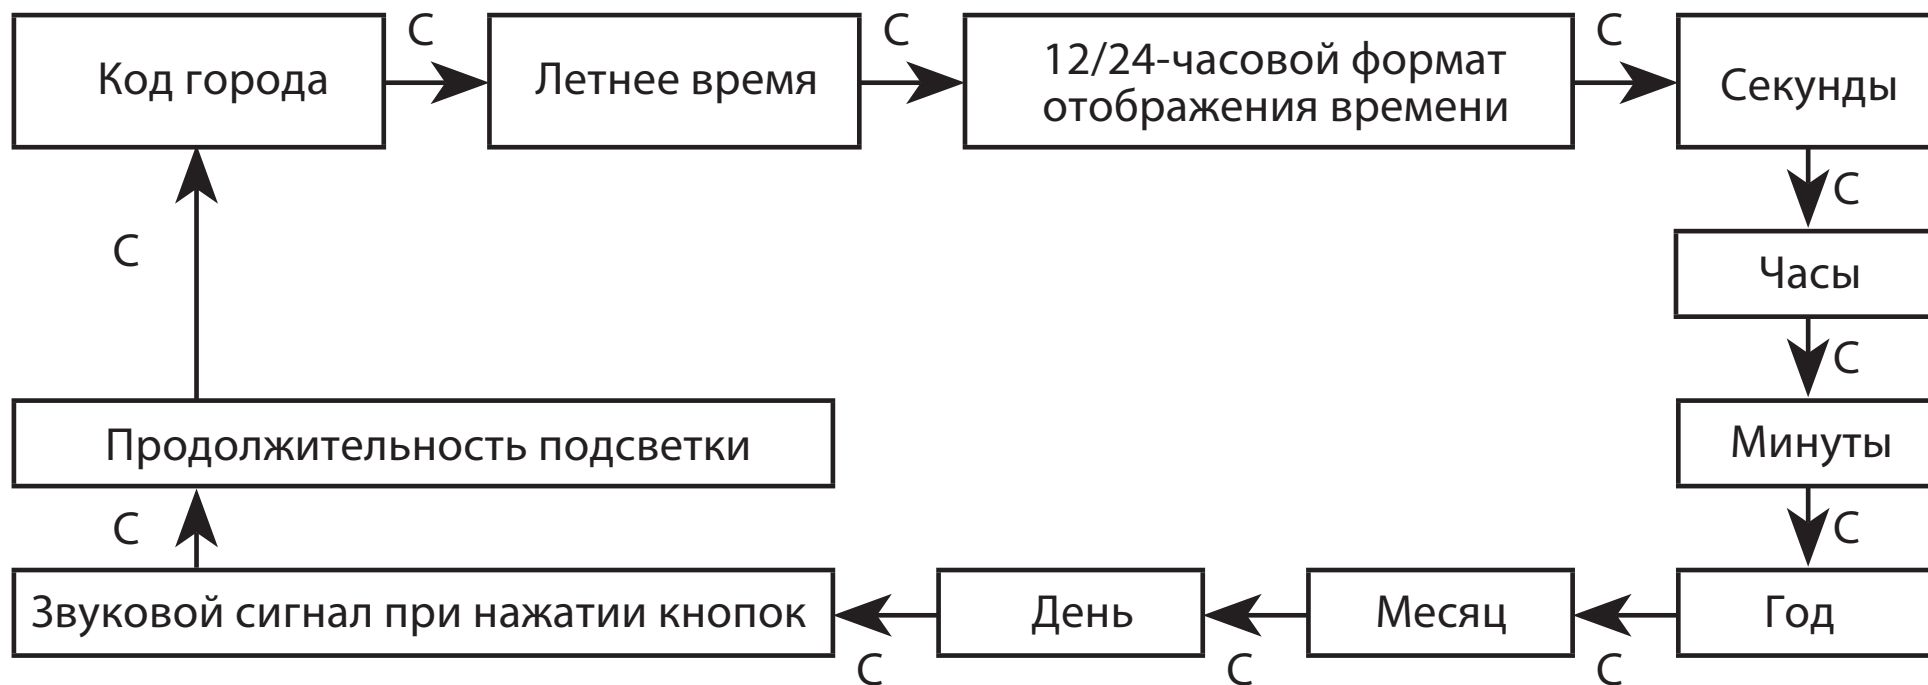 Код города
С
Летнее время
С
12/24-часовой формат
отображения времени
С
Секунды
С
Часы
С
Минуты
С
Год
С
Месяц
С
День
С
Звуковой сигнал при нажатии кнопок
С
Продолжительность подсветки
С